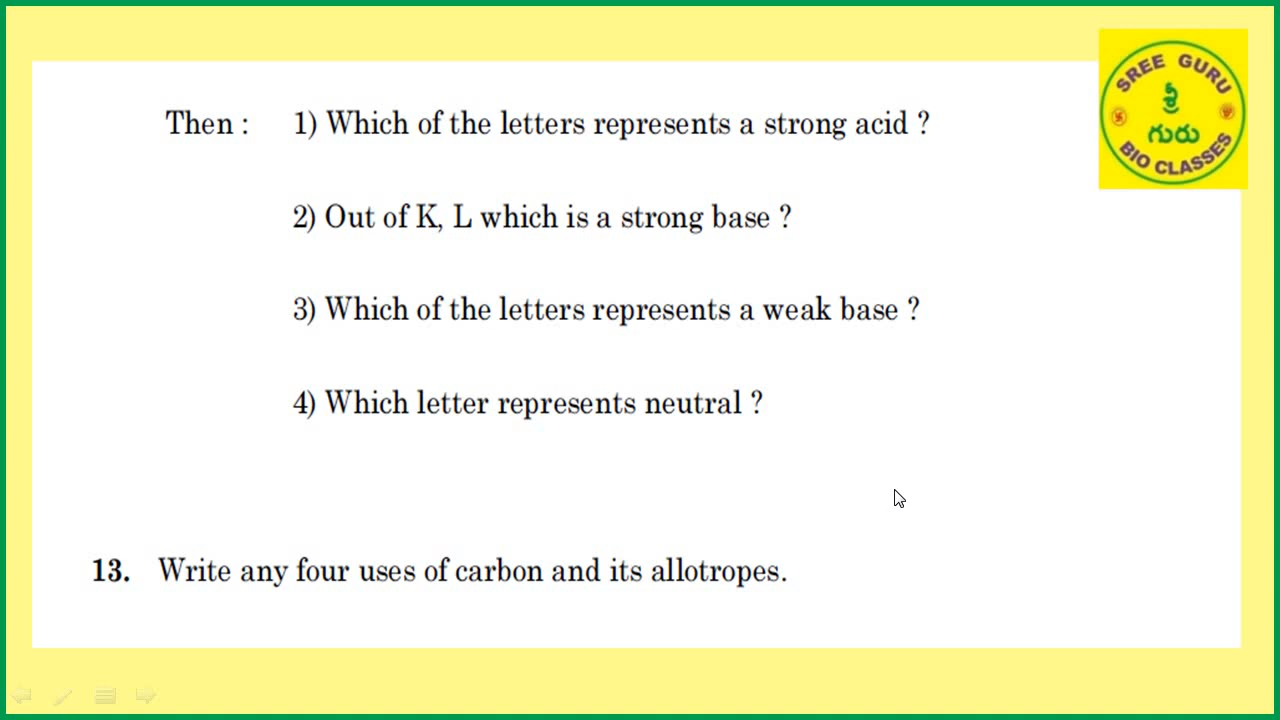 SREE GURU
శ్రీ
గురు
BIO CLASSES
Then : 1) Which of the letters represents a strong acid ?
2) Out of K, L which is a strong base ?
3) Which of the letters represents a weak base ?
4) Which letter represents neutral ?
13. Write any four uses of carbon and its allotropes.